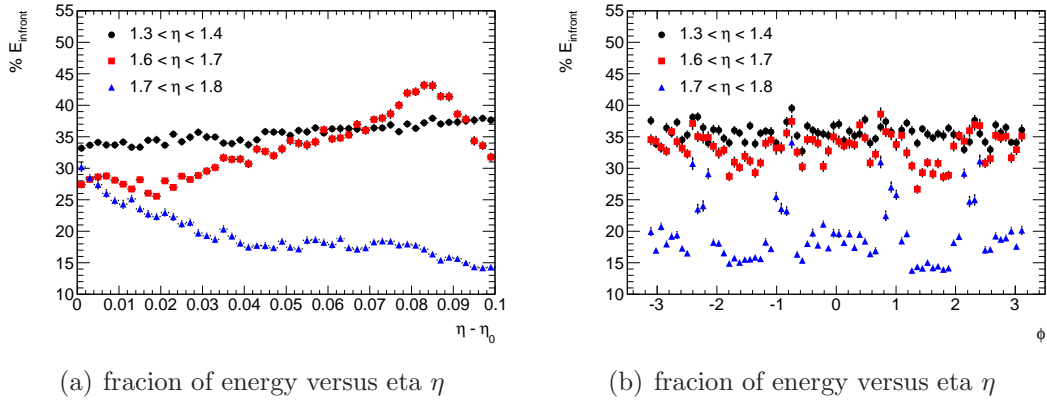 % E_infront
55
50
45
40
35
30
25
20
15
10
1.3 < η < 1.4
1.6 < η < 1.7
1.7 < η < 1.8
0 0.01 0.02 0.03 0.04 0.05 0.06 0.07 0.08 0.09 0.1
η - η_0
(a) fracion of energy versus eta η
% E_infront
55
50
45
40
35
30
25
20
15
10
1.3 < η < 1.4
1.6 < η < 1.7
1.7 < η < 1.8
-3 -2 -1 0 1 2 3
ϕ
(b) fracion of energy versus eta η